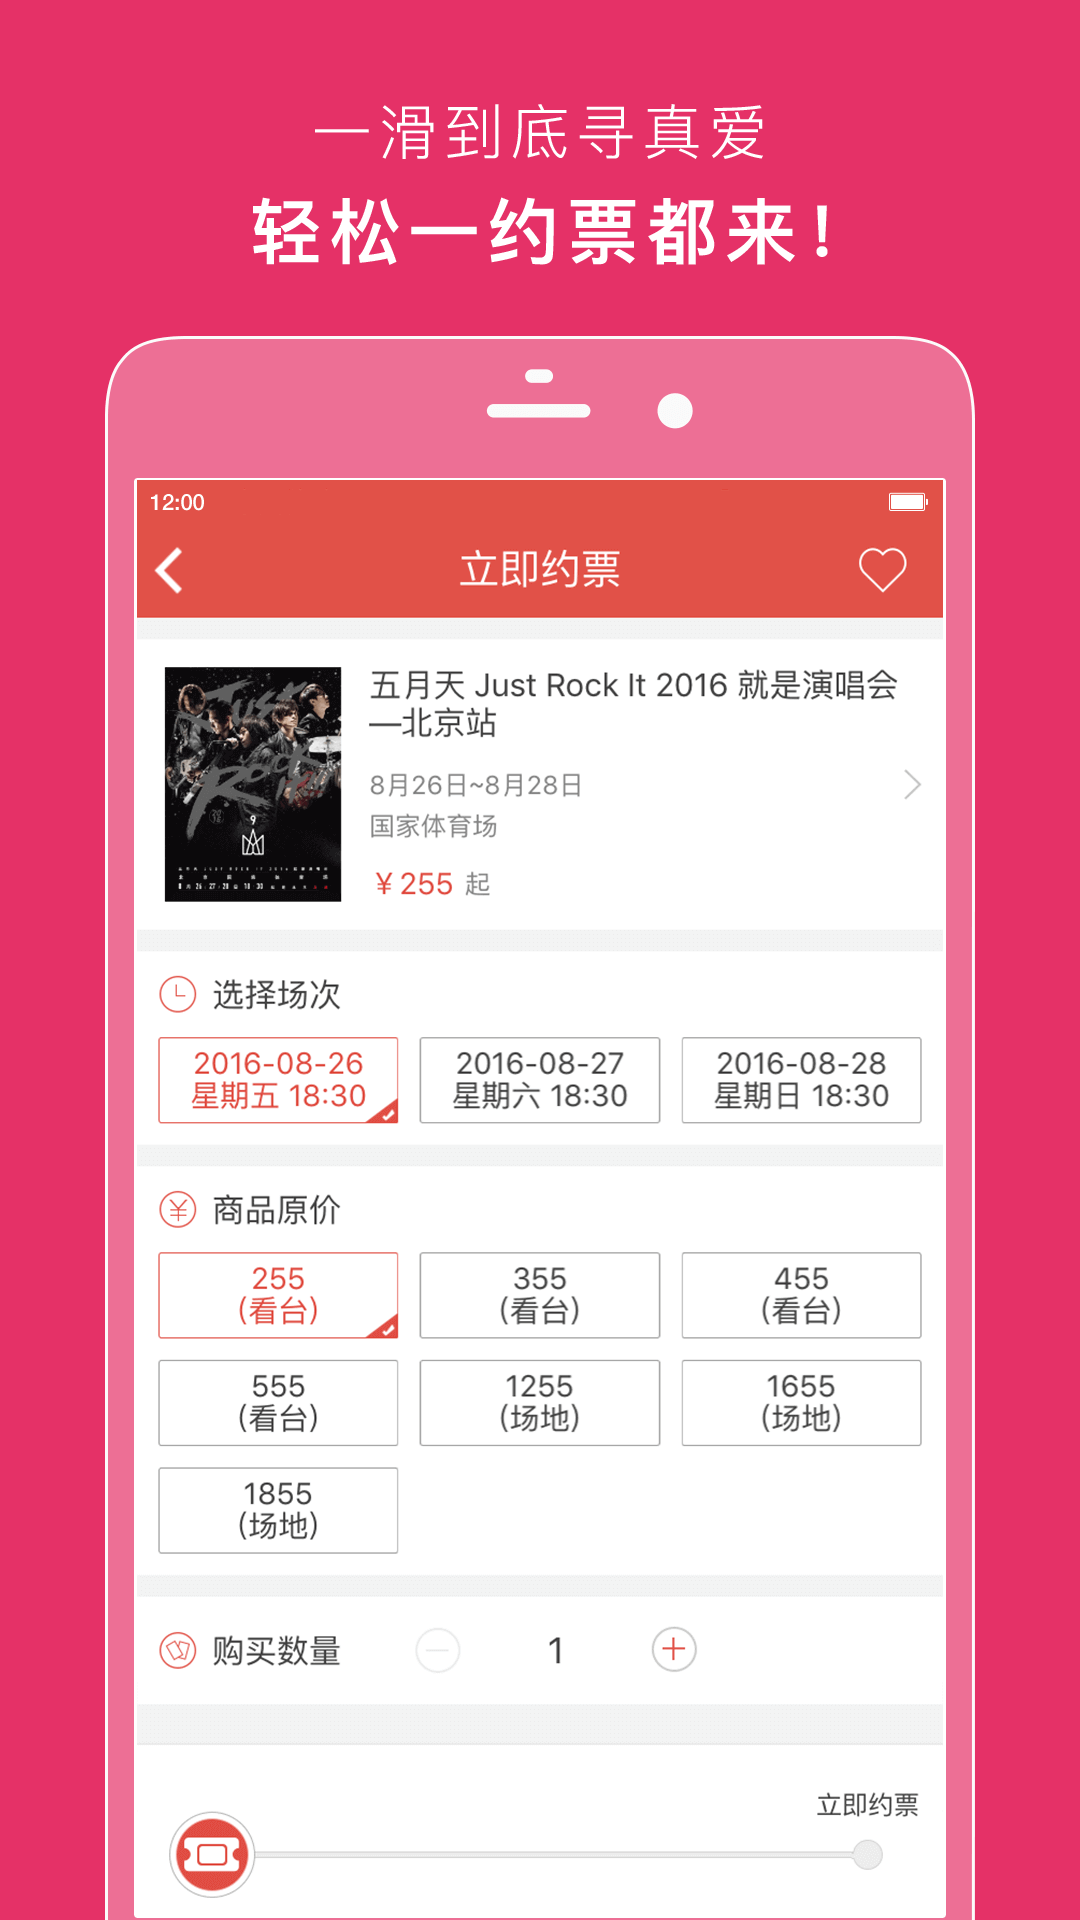 一滑到底寻真爱
轻松一约票都来!
12:00
立即约票
五月天 Just Rock It 2016 就是演唱会
—北京站
8月26日~8月28日
国家体育场
¥ 255 起
Just
Rock
It
选择场次
2016-08-26
星期五 18:30
2016-08-27
星期六 18:30
2016-08-28
星期日 18:30
商品原价
255
(看台)
355
(看台)
455
(看台)
555
(看台)
1255
(场地)
1655
(场地)
1855
(场地)
购买数量
1
立即约票